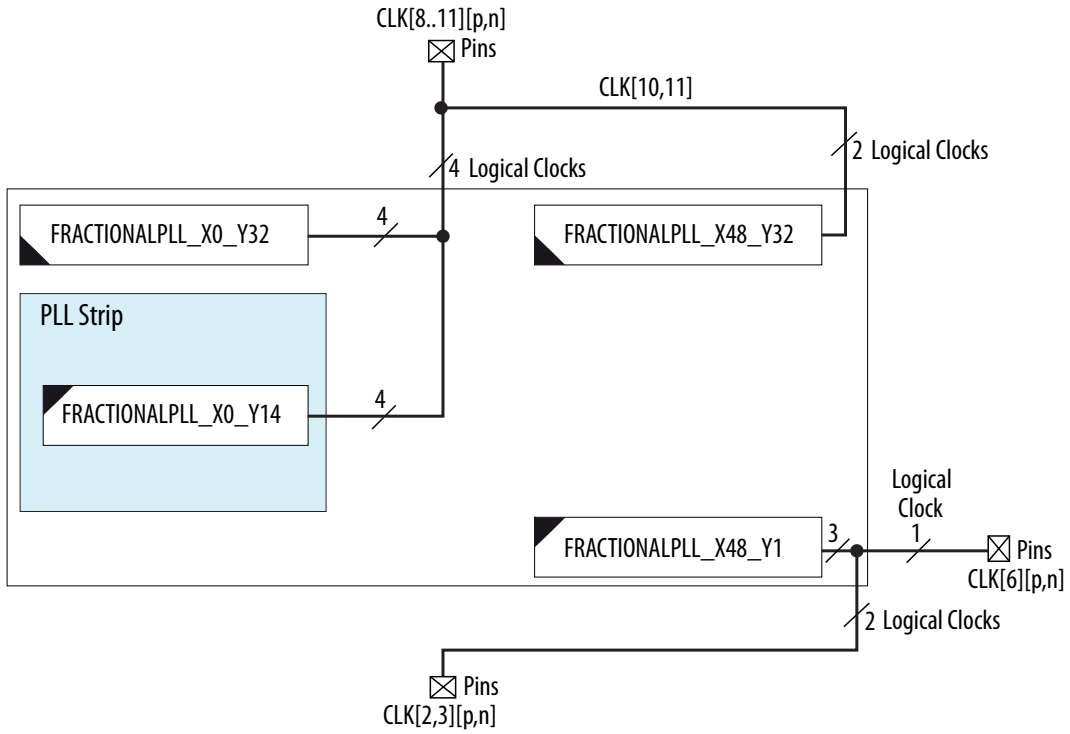 CLK[8..11][p,n]
Pins
CLK[10,11]
2 Logical Clocks
4 Logical Clocks
FRACTIONALPLL_X0_Y32
4
FRACTIONALPLL_X48_Y32
PLL Strip
FRACTIONALPLL_X0_Y14
4
Logical
Clock
1
FRACTIONALPLL_X48_Y1
3
Pins
CLK[6][p,n]
2 Logical Clocks
Pins
CLK[2,3][p,n]